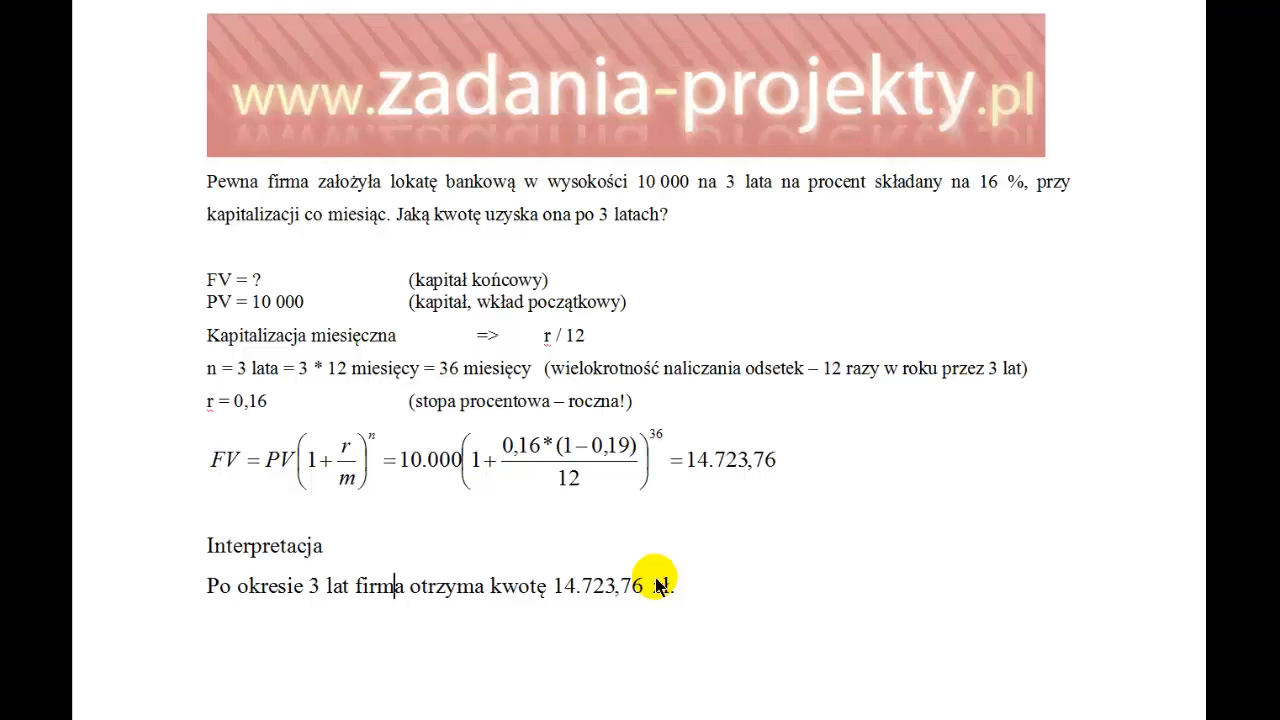 www.zadania-projekty.pl
Pewna firma założyła lokatę bankową w wysokości 10 000 na 3 lata na procent składany na 16 %, przy
kapitalizacji co miesiąc. Jaką kwotę uzyska ona po 3 latach?
FV = ? (kapitał końcowy)
PV = 10 000 (kapitał, wkład początkowy)
Kapitalizacja miesięczna => r / 12
n = 3 lata = 3 * 12 miesięcy = 36 miesięcy (wielokrotność naliczania odsetek – 12 razy w roku przez 3 lat)
r = 0,16 (stopa procentowa – roczna!)
FV = PV(1 + r/m)^n = 10.000(1 + 0,16*(1−0,19)/12)^36 = 14.723,76
Interpretacja
Po okresie 3 lat firma otrzyma kwotę 14.723,76 zł.